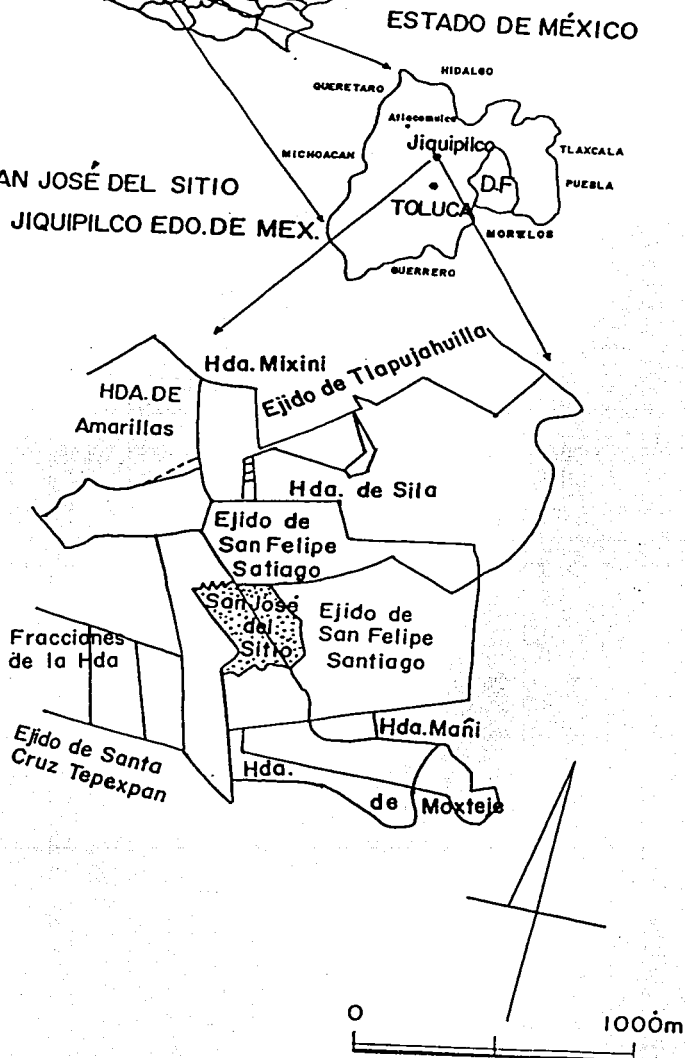 ESTADO DE MÉXICO
HIDALGO
QUERETARO
Atlacomulco
MICHOACAN
Jiquipilco
TLAXCALA
D.F
PUEBLA
TOLUCA
MORELOS
GUERRERO
AN JOSÉ DEL SITIO
JIQUIPILCO EDO. DE MEX.
Hda. Mixini
Ejido de Tlapujahuilla
HDA. DE
Amarillas
Hda. de Sila
Ejido de
San Felipe
Satiago
San José
del
Sitio
Ejido de
San Felipe
Santiago
Fracciones
de la Hda
Ejido de Santa
Cruz Tepexpan
Hda. Mañi
Hda.
de Moxteje
0 1000m